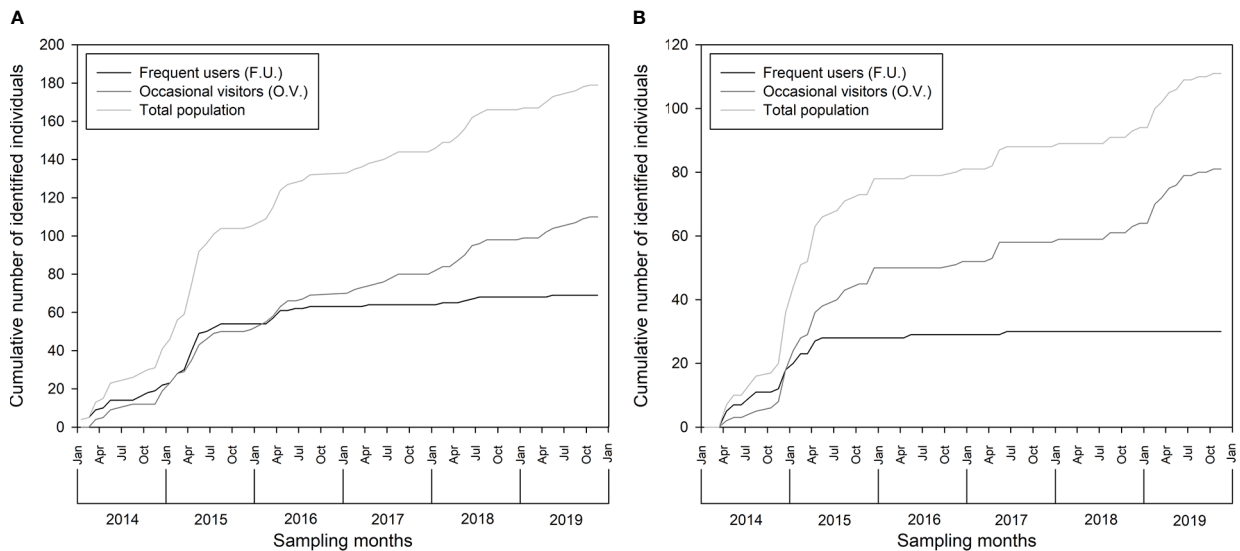 A
Cumulative number of identified individuals
200
180
160
140
120
100
80
60
40
20
0
Frequent users (F.U.)
Occasional visitors (O.V.)
Total population
Jan Apr Jul Oct Jan Apr Jul Oct Jan Apr Jul Oct Jan Apr Jul Oct Jan Apr Jul Oct Jan Apr Jul Oct Jan
2014 2015 2016 2017 2018 2019
Sampling months
B
Cumulative number of identified individuals
120
100
80
60
40
20
0
Frequent users (F.U.)
Occasional visitors (O.V.)
Total population
Jan Apr Jul Oct Jan Apr Jul Oct Jan Apr Jul Oct Jan Apr Jul Oct Jan Apr Jul Oct Jan Apr Jul Oct Jan
2014 2015 2016 2017 2018 2019
Sampling months